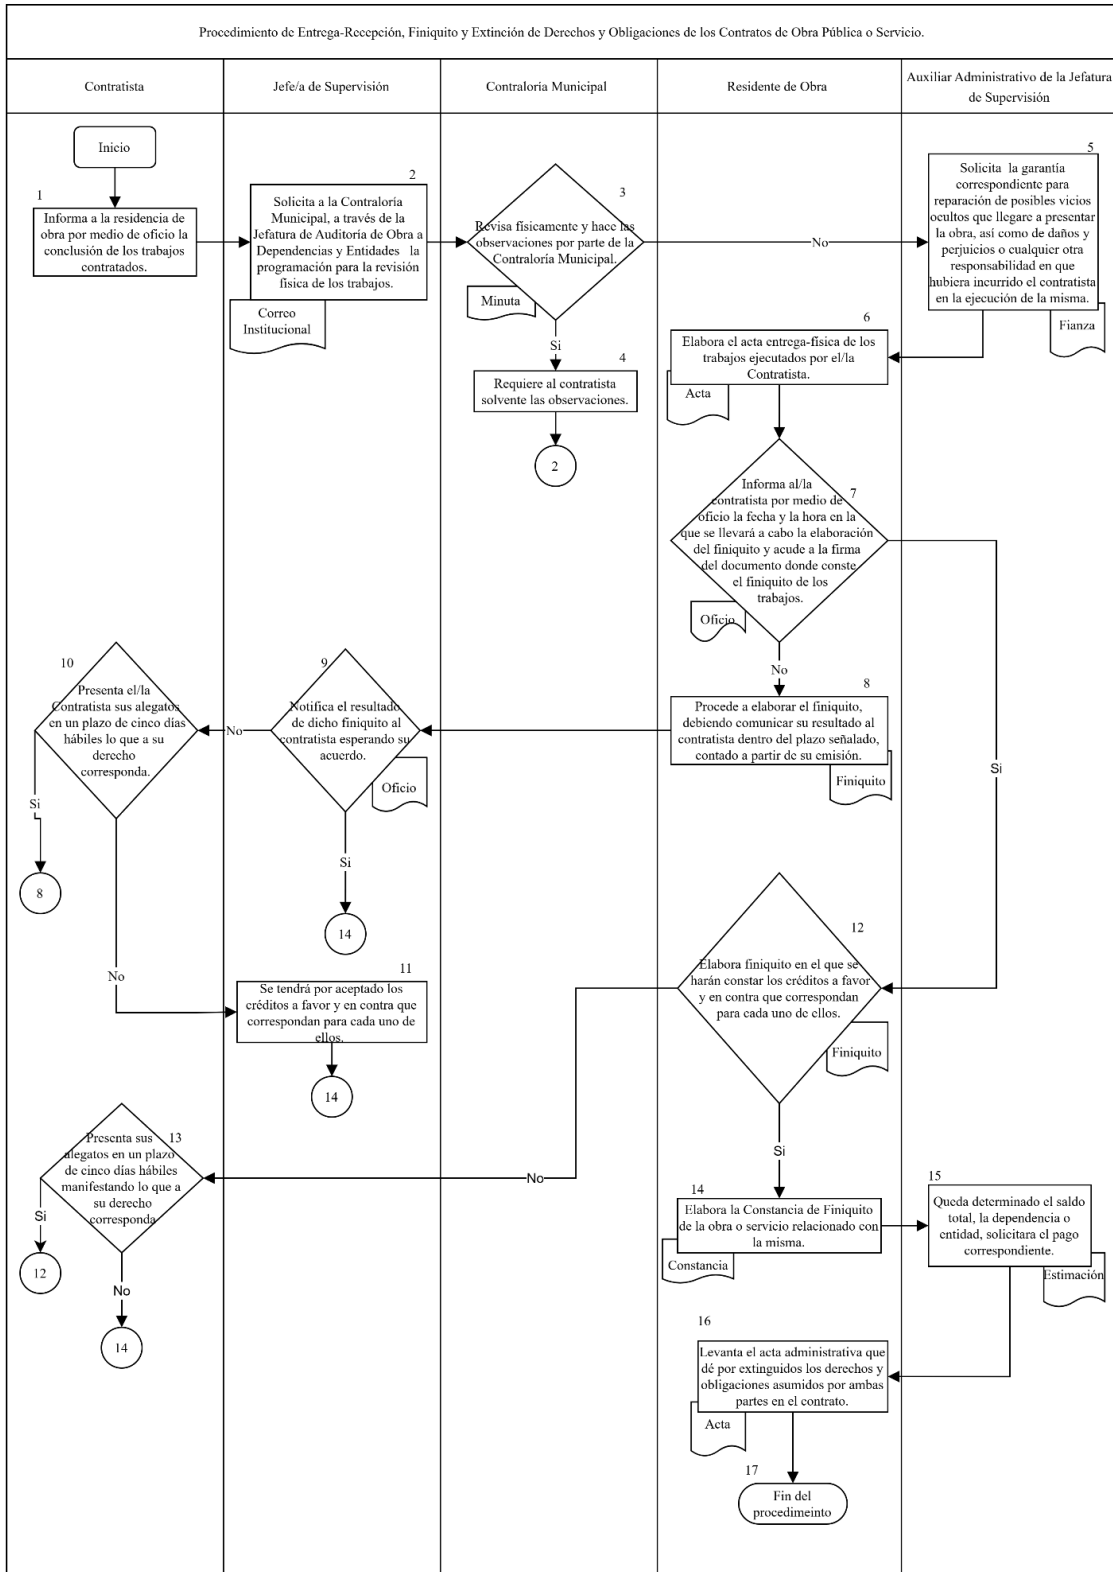 Procedimiento de Entrega-Recepción, Finiquito y Extinción de Derechos y Obligaciones de los Contratos de Obra Pública o Servicio.
Contratista
Jefe/a de Supervisión
Contraloría Municipal
Residente de Obra
Auxiliar Administrativo de la Jefatura
de Supervisión
Inicio
1
Informa a la residencia de
obra por medio de oficio la
conclusión de los trabajos
contratados.
2
Solicita a la Contraloría
Municipal, a través de la
Jefatura de Auditoría de Obra a
Dependencias y Entidades la
programación para la revisión
física de los trabajos.
Correo
Institucional
3
Revisa físicamente y hace las
observaciones por parte de la
Contraloría Municipal.
Minuta
No
Si
4
Requiere al contratista
solvente las observaciones.
2
5
Solicita la garantía
correspondiente para
reparación de posibles vicios
ocultos que llegare a presentar
la obra, así como de daños y
perjuicios o cualquier otra
responsabilidad en que
hubiera incurrido el contratista
en la ejecución de la misma.
Fianza
6
Elabora el acta entrega-física de los
trabajos ejecutados por el/la
Contratista.
Acta
7
Informa al/la
contratista por medio de
oficio la fecha y la hora en la
que se llevará a cabo la elaboración
del finiquito y acude a la firma
del documento donde conste
el finiquito de los
trabajos.
Oficio
No
Si
8
Procede a elaborar el finiquito,
debiendo comunicar su resultado al
contratista dentro del plazo señalado,
contado a partir de su emisión.
Finiquito
9
Notifica el resultado
de dicho finiquito al
contratista esperando su
acuerdo.
Oficio
No
Si
14
10
Presenta el/la
Contratista sus alegatos
en un plazo de cinco días
hábiles lo que a su
derecho
corresponda.
Si
8
No
11
Se tendrá por aceptado los
créditos a favor y en contra que
correspondan para cada uno de
ellos.
14
12
Elabora finiquito en el que se
harán constar los créditos a favor
y en contra que correspondan
para cada uno de ellos.
Finiquito
No
Si
13
Presenta sus
alegatos en un plazo
de cinco días hábiles
manifestando lo que a
su derecho
corresponda
Si
12
No
14
14
Elabora la Constancia de Finiquito
de la obra o servicio relacionado con
la misma.
Constancia
15
Queda determinado el saldo
total, la dependencia o
entidad, solicitara el pago
correspondiente.
Estimación
16
Levanta el acta administrativa que
dé por extinguidos los derechos y
obligaciones asumidos por ambas
partes en el contrato.
Acta
17
Fin del
procedimeinto